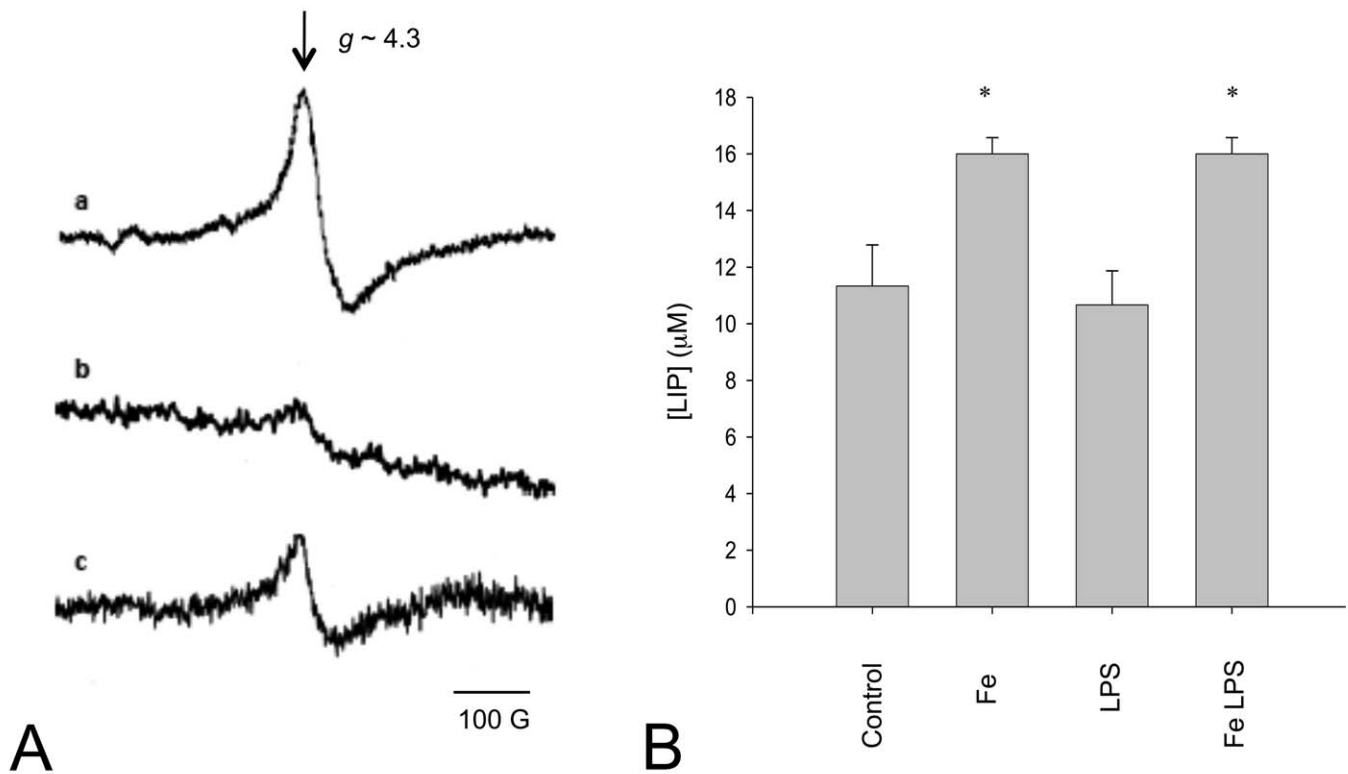 g ~ 4.3
a
b
c
100 G
A
18
16
14
12
10
8
6
4
2
0
[LIP] (μM)
*
*
Control
Fe
LPS
Fe LPS
B